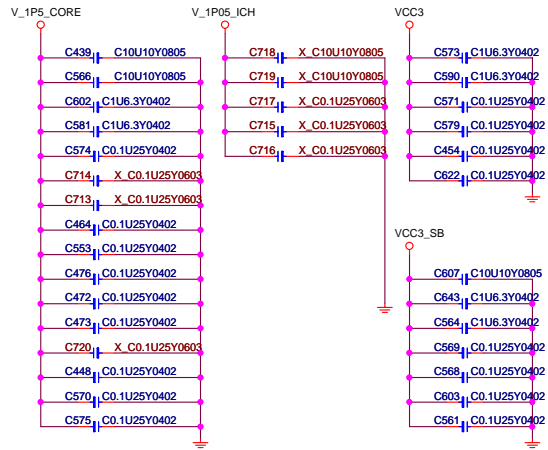 V_1P5_CORE
C439 C10U10Y0805
C566 C10U10Y0805
C602 C1U6.3Y0402
C581 C1U6.3Y0402
C574 C0.1U25Y0402
C714 X_C0.1U25Y0603
C713 X_C0.1U25Y0603
C464 C0.1U25Y0402
C553 C0.1U25Y0402
C476 C0.1U25Y0402
C472 C0.1U25Y0402
C473 C0.1U25Y0402
C720 X_C0.1U25Y0603
C448 C0.1U25Y0402
C570 C0.1U25Y0402
C575 C0.1U25Y0402
V_1P05_ICH
C718 X_C10U10Y0805
C719 X_C10U10Y0805
C717 X_C0.1U25Y0603
C715 X_C0.1U25Y0603
C716 X_C0.1U25Y0603
VCC3
C573 C1U6.3Y0402
C590 C1U6.3Y0402
C571 C0.1U25Y0402
C579 C0.1U25Y0402
C454 C0.1U25Y0402
C622 C0.1U25Y0402
VCC3_SB
C607 C10U10Y0805
C643 C1U6.3Y0402
C564 C1U6.3Y0402
C569 C0.1U25Y0402
C568 C0.1U25Y0402
C603 C0.1U25Y0402
C561 C0.1U25Y0402